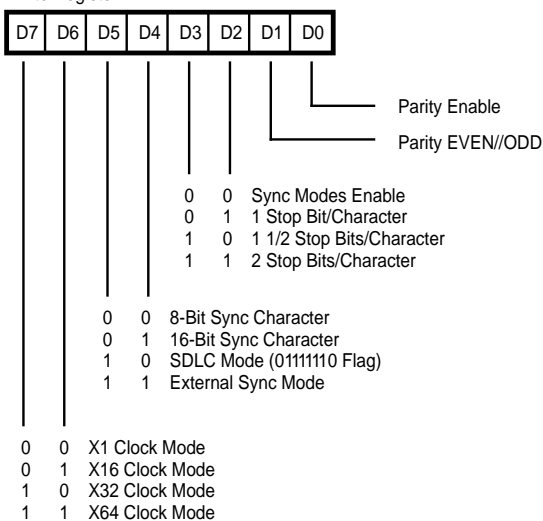 D7 D6 D5 D4 D3 D2 D1 D0
Parity Enable
Parity EVEN//ODD
0 0 Sync Modes Enable
0 1 1 Stop Bit/Character
1 0 1 1/2 Stop Bits/Character
1 1 2 Stop Bits/Character
0 0 8-Bit Sync Character
0 1 16-Bit Sync Character
1 0 SDLC Mode (01111110 Flag)
1 1 External Sync Mode
0 0 X1 Clock Mode
0 1 X16 Clock Mode
1 0 X32 Clock Mode
1 1 X64 Clock Mode